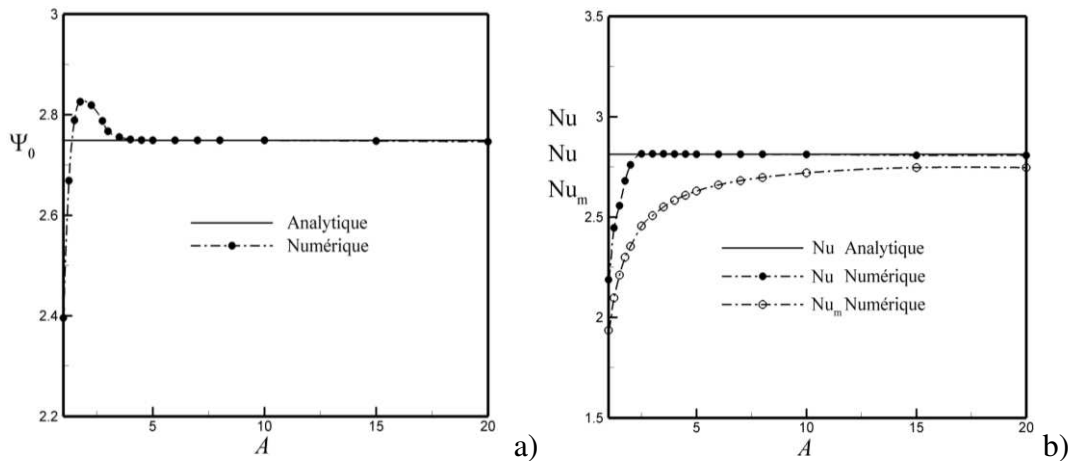 3
2.8
Ψ₀
2.6
2.4
2.2
5
10
15
20
A
Analytique
Numérique
a)
3.5
3
Nu
Nu
Nuₘ
2.5
2
1.5
5
10
15
20
A
Nu Analytique
Nu Numérique
Nuₘ Numérique
b)